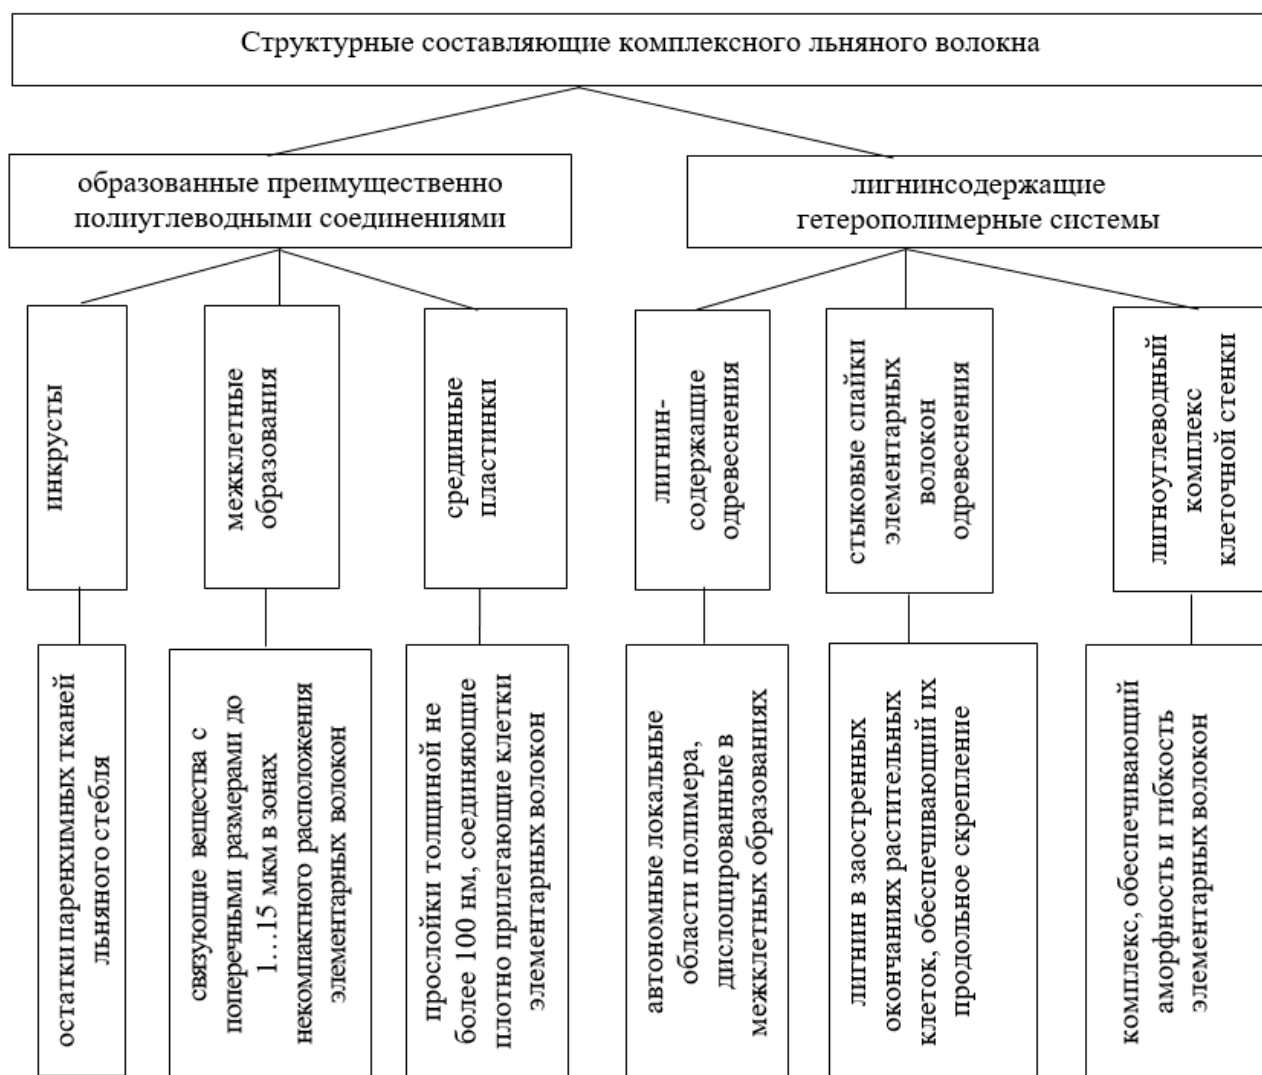 Структурные составляющие комплексного льняного волокна
образованные преимущественно
полиуглеводными соединениями
лигнинсодержащие
гетерополимерные системы
инкрусты
межклетные
образования
срединные
пластинки
лигнин-
содержащие
одревеснения
стыковые спайки
элементарных
волокон
одревеснения
лигноуглеводный
комплекс
клеточной стенки
остатки паренхимных тканей
льняного стебля
связующие вещества с
поперечными размерами до
1…15 мкм в зонах
некомпактного расположения
элементарных волокон
прослойки толщиной не
более 100 нм, соединяющие
плотно прилегающие клетки
элементарных волокон
автономные локальные
области полимера,
дислоцированные в
межклетных образованиях
лигнин в заостренных
окончаниях растительных
клеток, обеспечивающий их
продольное скрепление
комплекс, обеспечивающий
аморфность и гибкость
элементарных волокон